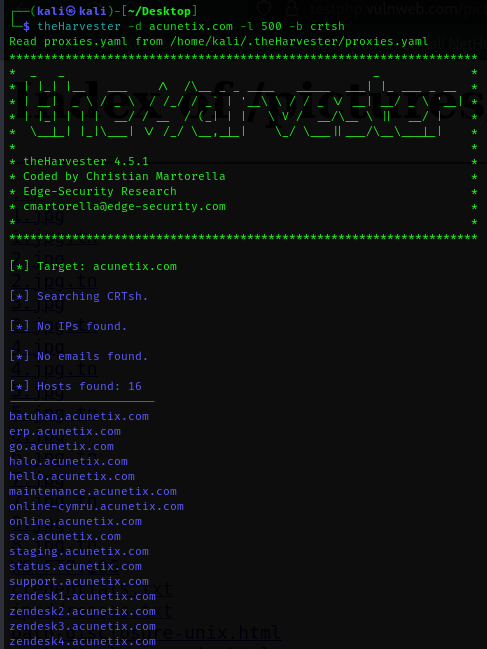 ┌──(kali㉿kali)-[~/Desktop]
└─$ theHarvester -d acunetix.com -l 500 -b crtsh
Read proxies.yaml from /home/kali/.theHarvester/proxies.yaml
*******************************************************************
* theHarvester 4.5.1 *
* Coded by Christian Martorella *
* Edge-Security Research *
* cmartorella@edge-security.com *
* *
*******************************************************************
[*] Target: acunetix.com
[*] Searching CRTsh.
[*] No IPs found.
[*] No emails found.
[*] Hosts found: 16
---------------------
batuhan.acunetix.com
erp.acunetix.com
go.acunetix.com
halo.acunetix.com
hello.acunetix.com
maintenance.acunetix.com
online-cymru.acunetix.com
online.acunetix.com
sca.acunetix.com
staging.acunetix.com
status.acunetix.com
support.acunetix.com
zendesk1.acunetix.com
zendesk2.acunetix.com
zendesk3.acunetix.com
zendesk4.acunetix.com